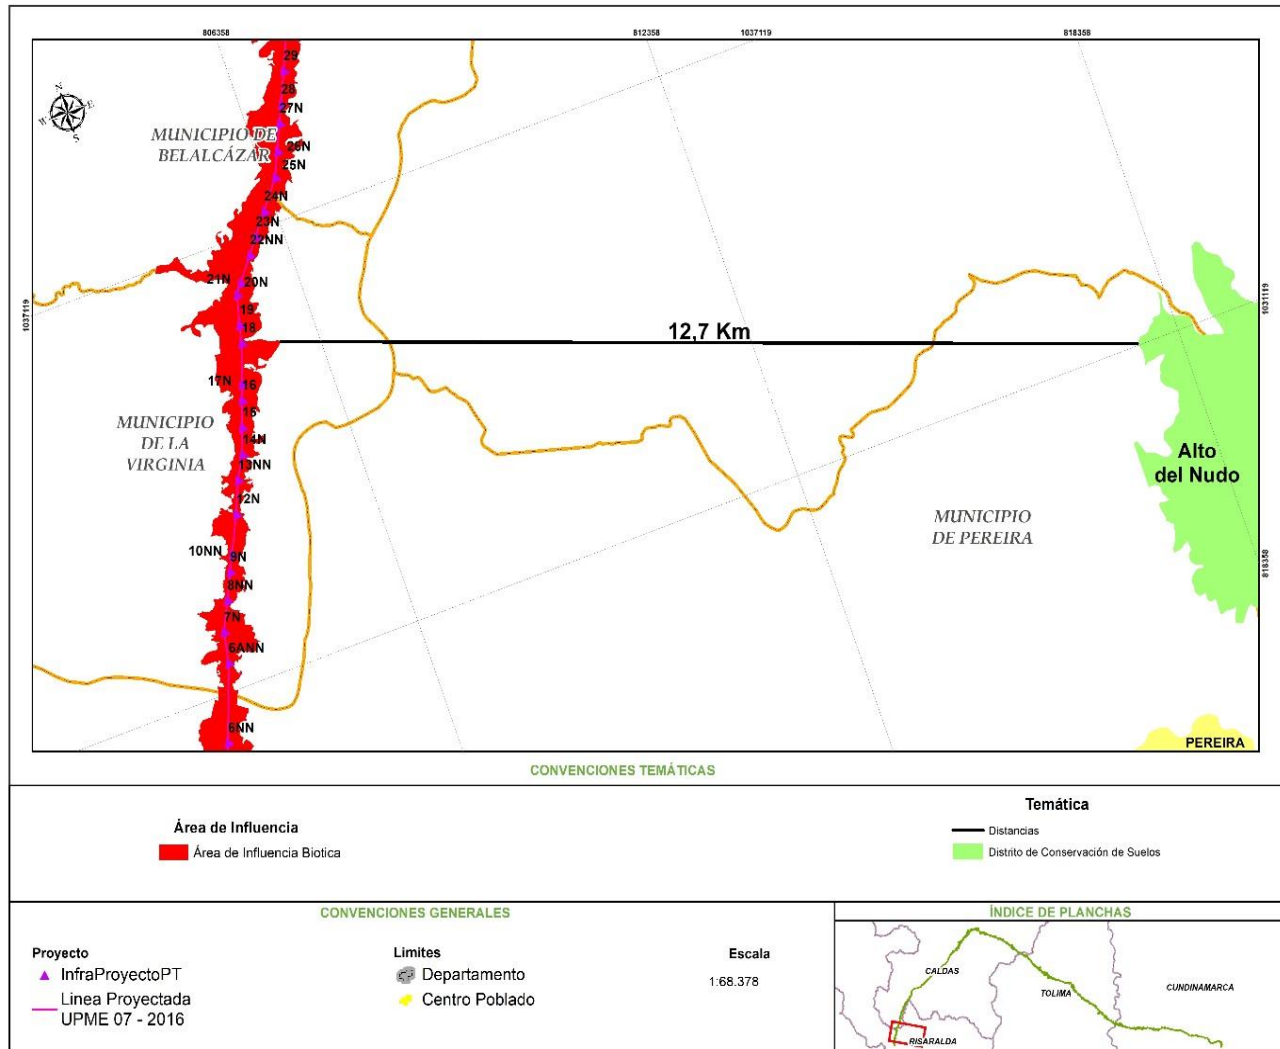 806358
812358
1037119
818358
29
28
27N
N
W
E
S
MUNICIPIO DE
BELALCÁZAR
26N
25N
24N
23N
22NN
21N
20N
1037119
1031119
19
18
12,7 Km
17N
16
15
MUNICIPIO
DE LA
VIRGINIA
14N
13NN
Alto
del Nudo
12N
MUNICIPIO
DE PEREIRA
10NN
9N
8NN
818358
7N
6ANN
6NN
PEREIRA
CONVENCIONES TEMÁTICAS
Área de Influencia
Área de Influencia Biotica
Temática
Distancias
Distrito de Conservación de Suelos
CONVENCIONES GENERALES
Proyecto
InfraProyectoPT
Linea Proyectada
UPME 07 - 2016
Limites
Departamento
Centro Poblado
Escala
1:68.378
ÍNDICE DE PLANCHAS
CALDAS
TOLIMA
CUNDINAMARCA
RISARALDA